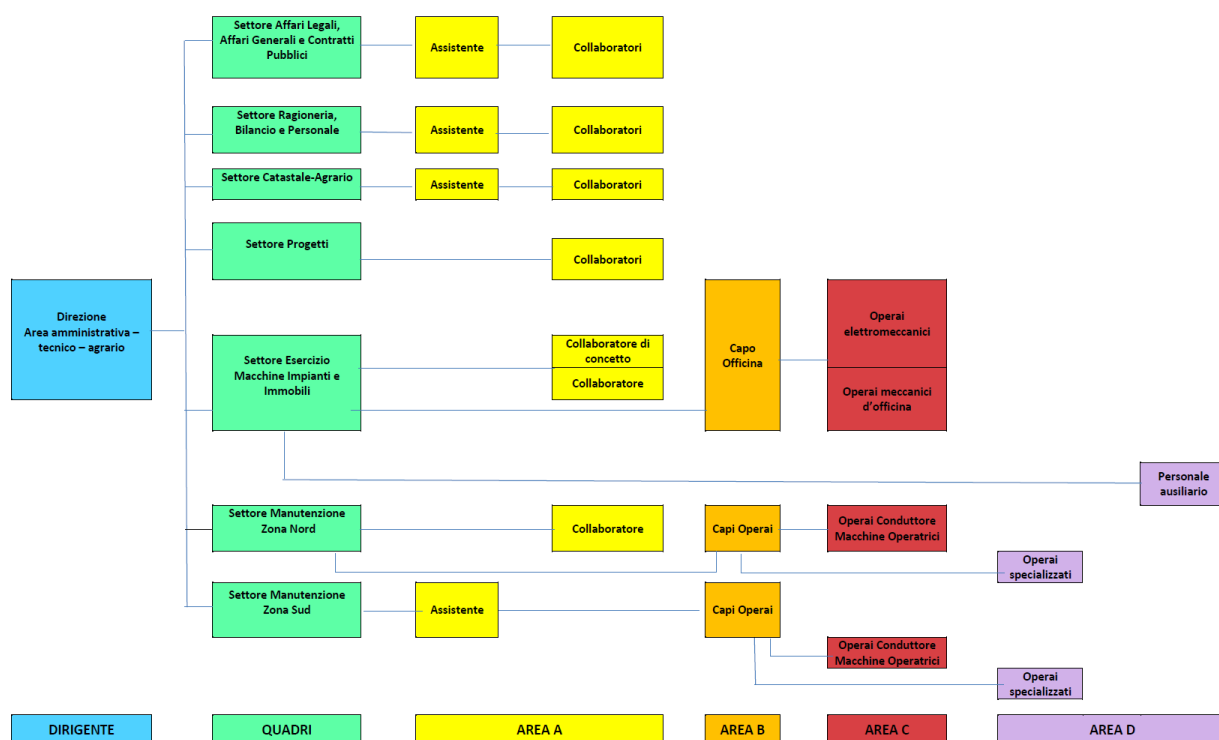 Settore Affari Legali,
Affari Generali e Contratti
Pubblici
Assistente
Collaboratori
Settore Ragioneria,
Bilancio e Personale
Assistente
Collaboratori
Settore Catastale-Agrario
Assistente
Collaboratori
Settore Progetti
Collaboratori
Direzione
Area amministrativa –
tecnico – agrario
Settore Esercizio
Macchine Impianti e
Immobili
Collaboratore di
concetto
Collaboratore
Capo
Officina
Operai
elettromeccanici
Operai meccanici
d'officina
Personale
ausiliario
Settore Manutenzione
Zona Nord
Collaboratore
Capi Operai
Operai Conduttore
Macchine Operatrici
Operai
specializzati
Settore Manutenzione
Zona Sud
Assistente
Capi Operai
Operai Conduttore
Macchine Operatrici
Operai
specializzati
DIRIGENTE
QUADRI
AREA A
AREA B
AREA C
AREA D